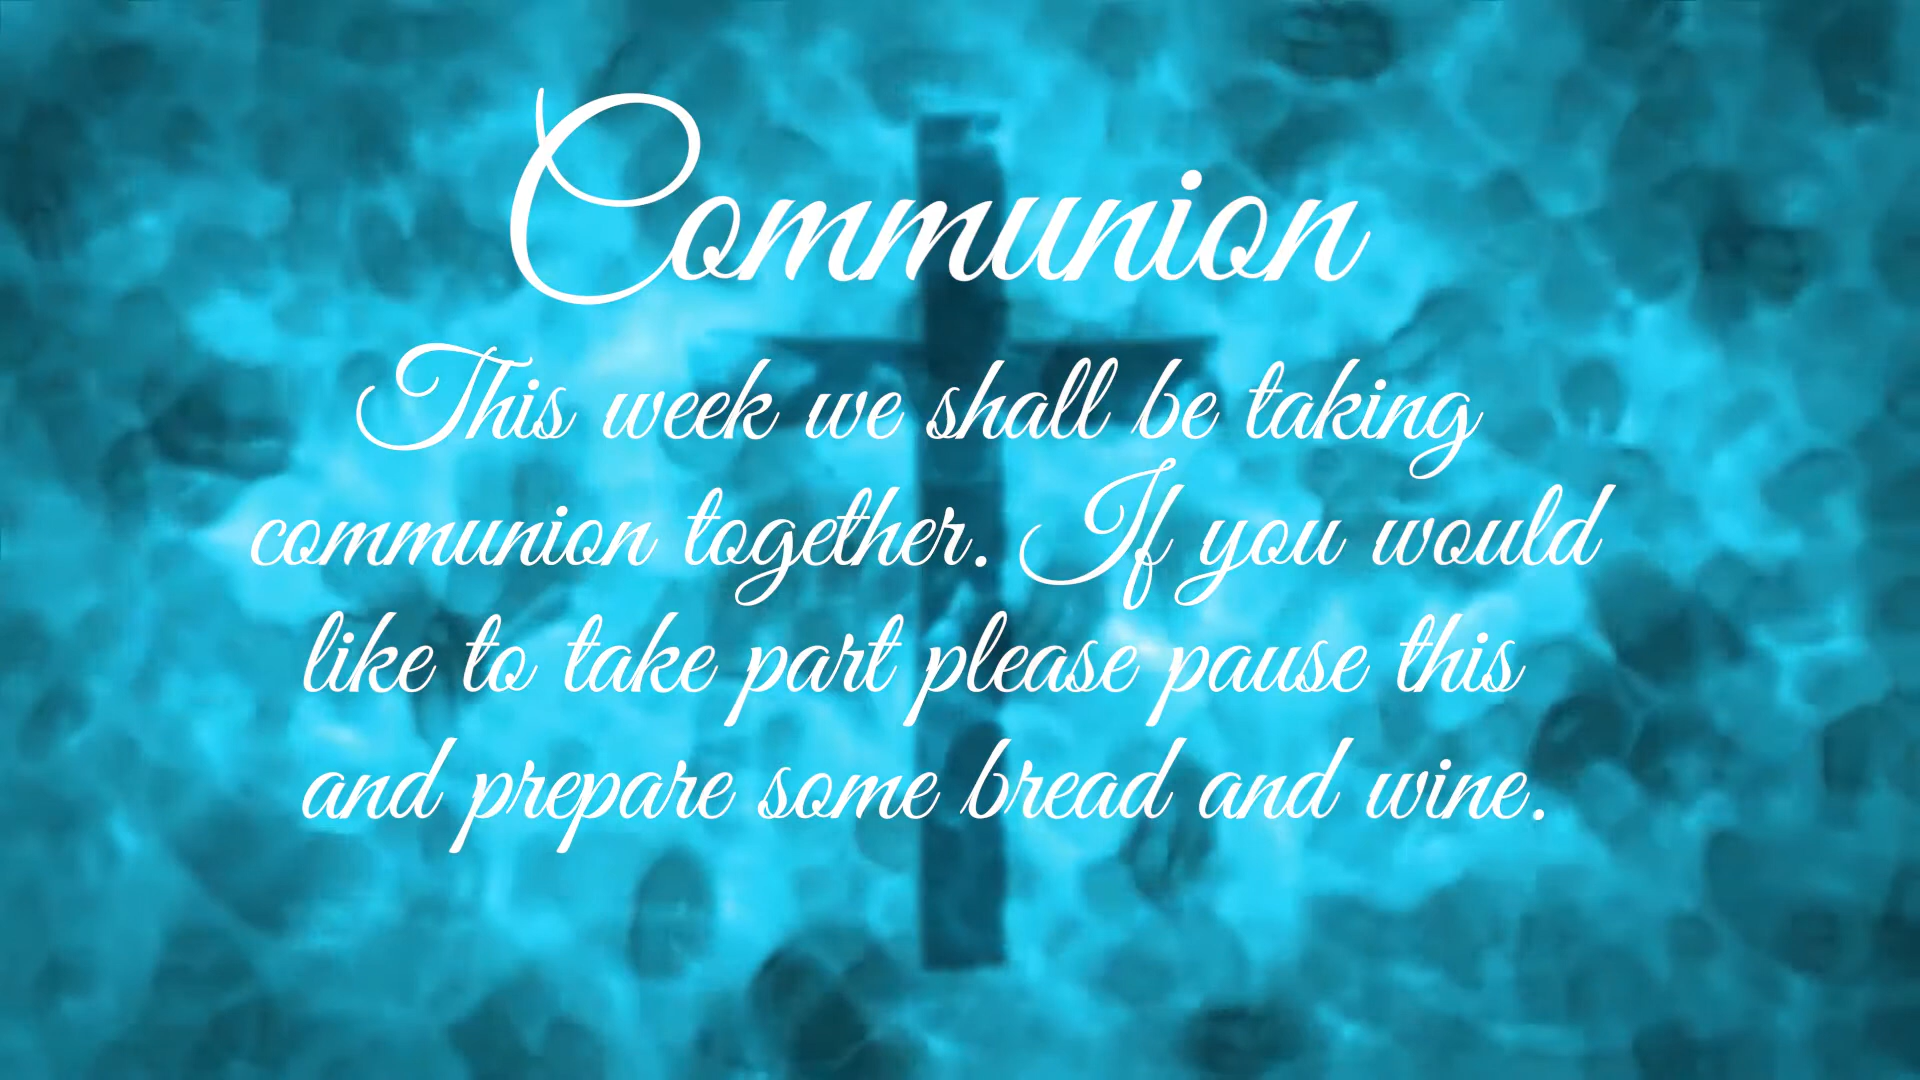 Communion
This week we shall be taking
communion together. If you would
like to take part please pause this
and prepare some bread and wine.